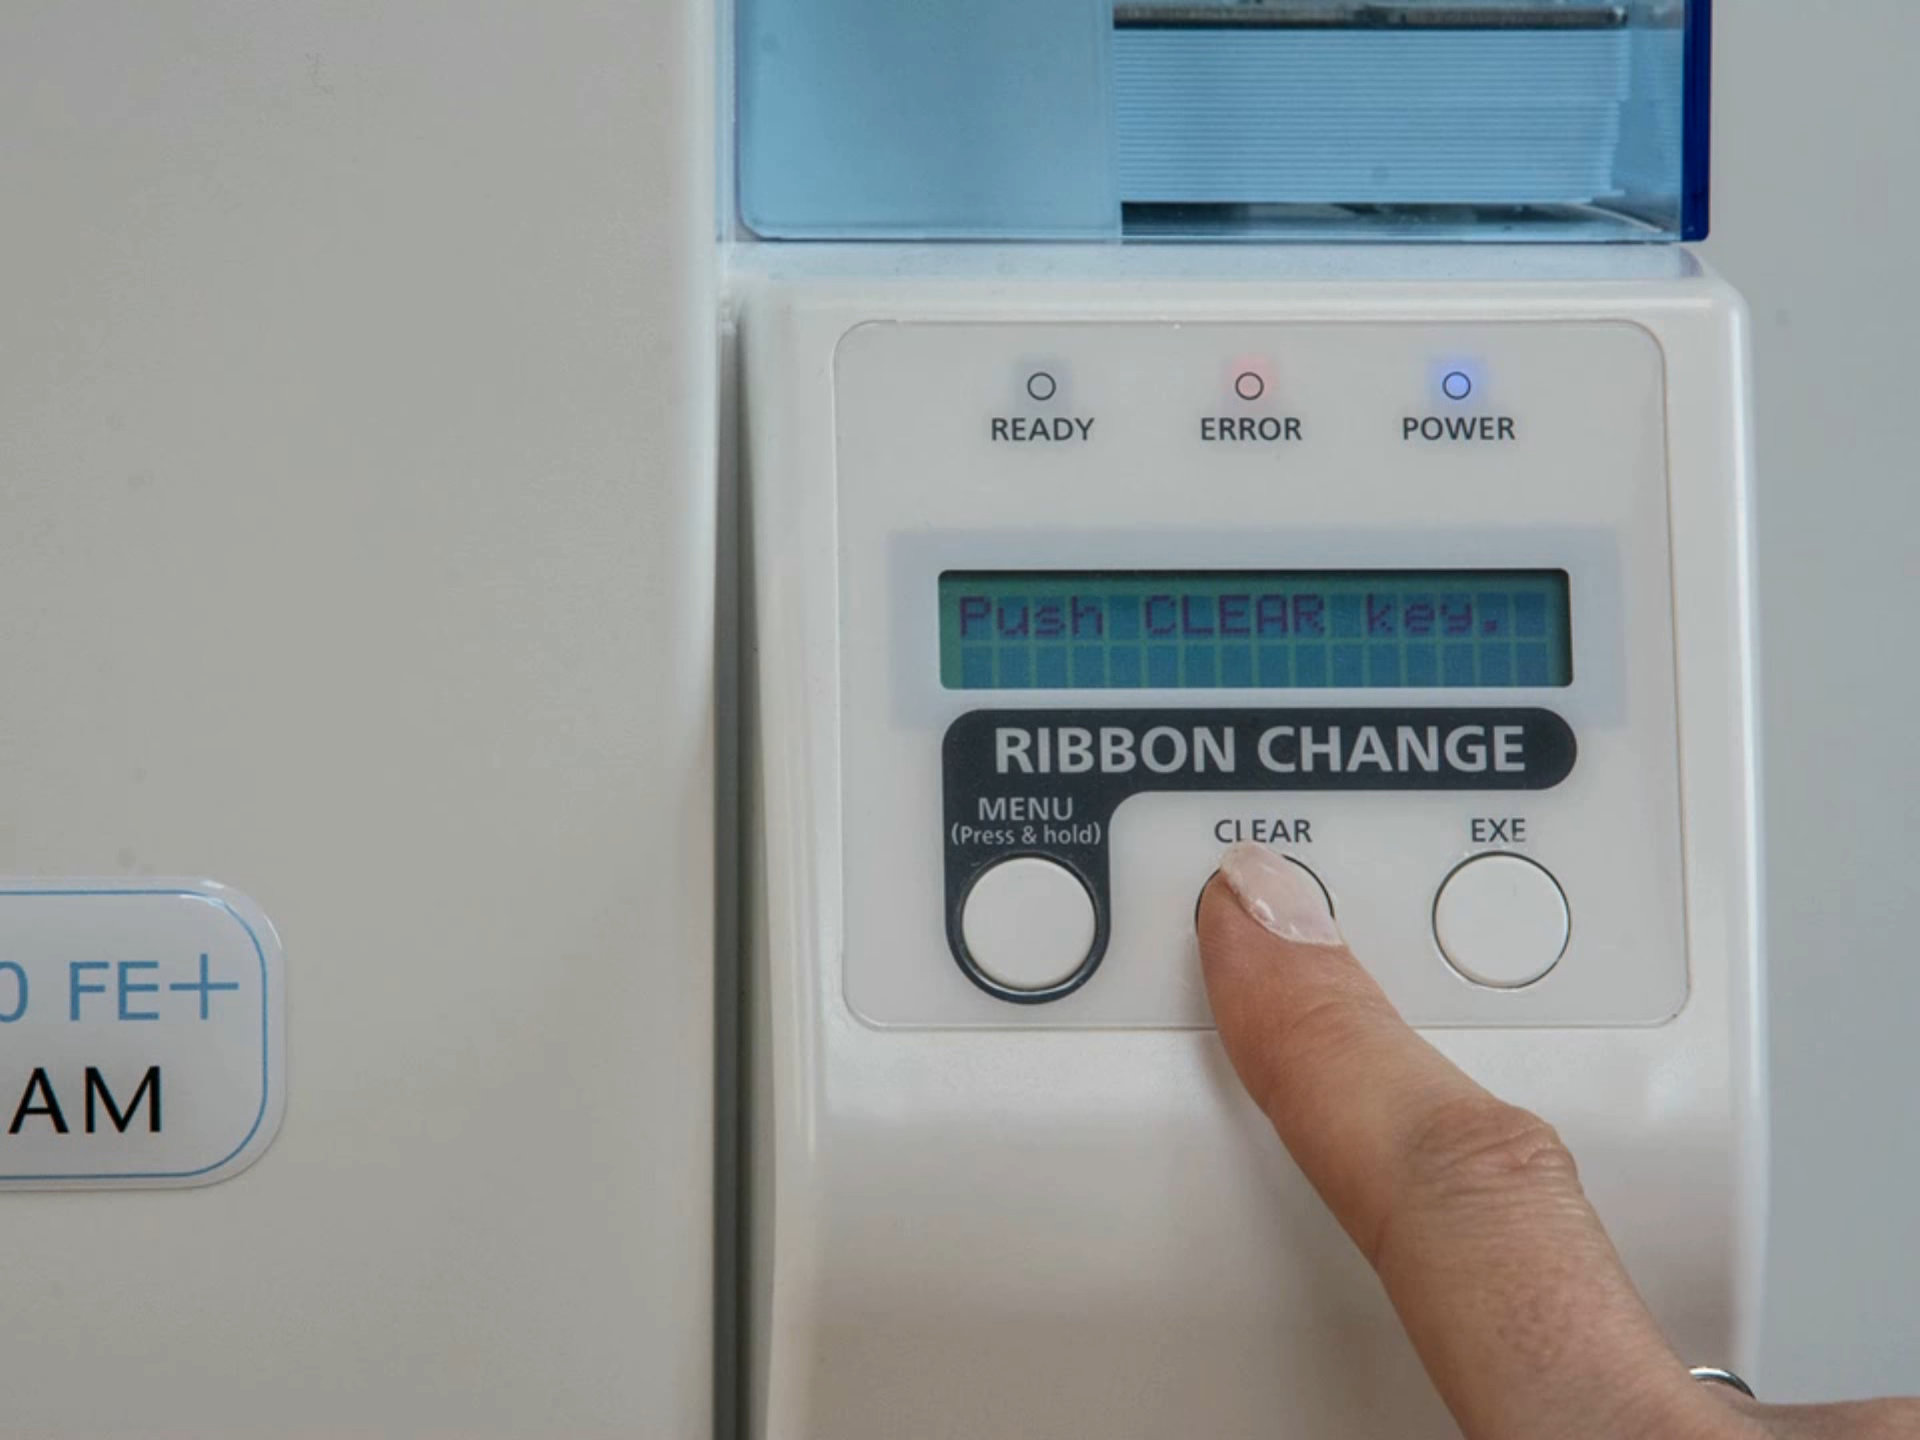 READY ERROR POWER
Push CLEAR key.
RIBBON CHANGE
MENU
(Press & hold)
CLEAR
EXE
0 FE+
AM